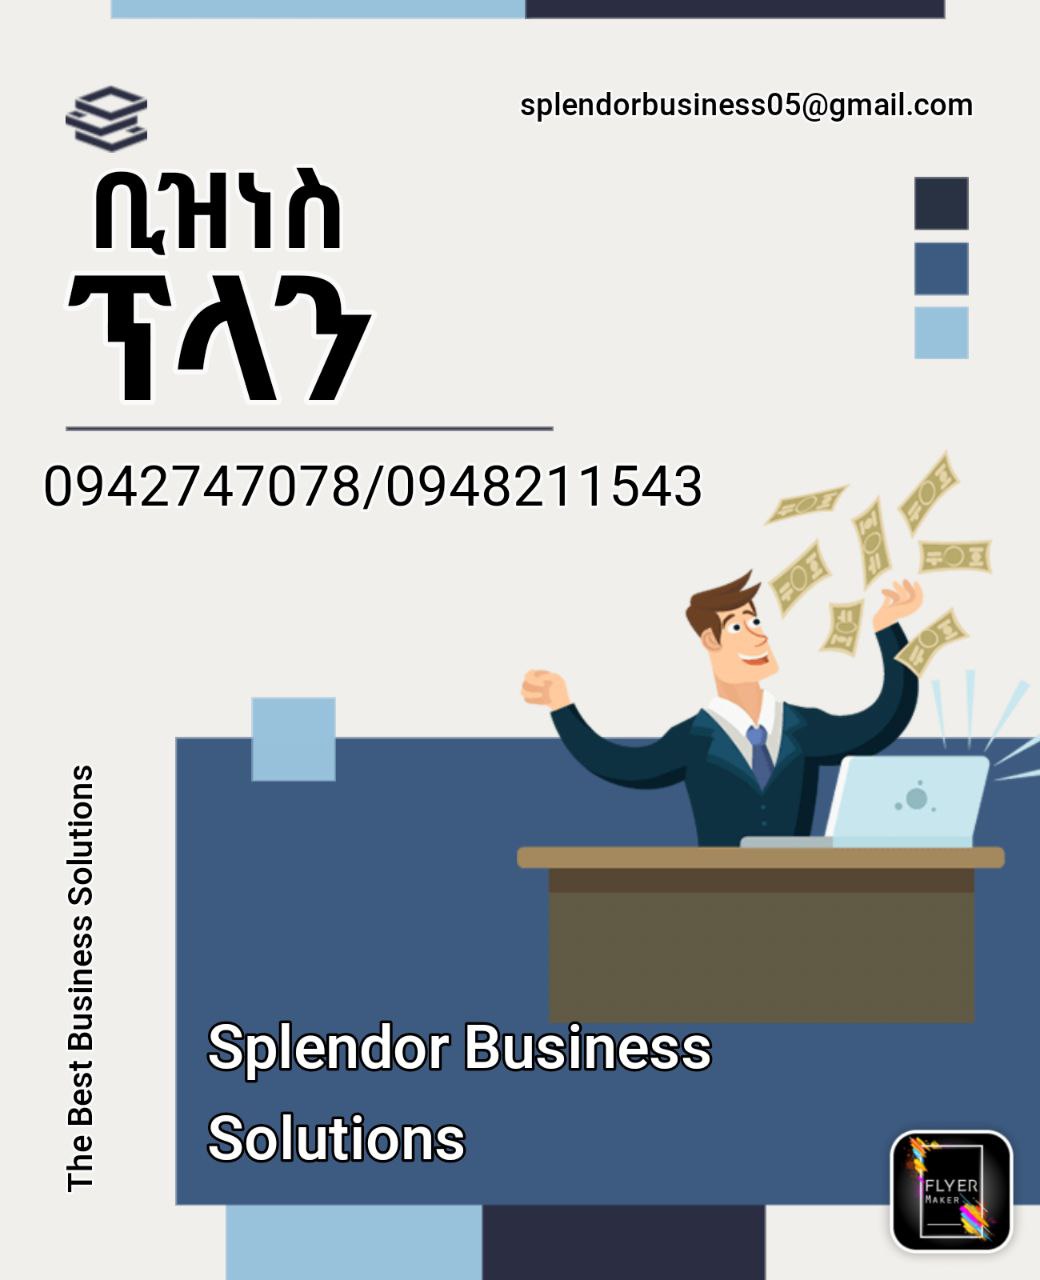 splendorbusiness05@gmail.com
ቢዝነስ
ፕላን
0942747078/0948211543
The Best Business Solutions
Splendor Business
Solutions
FLYER
MAKER